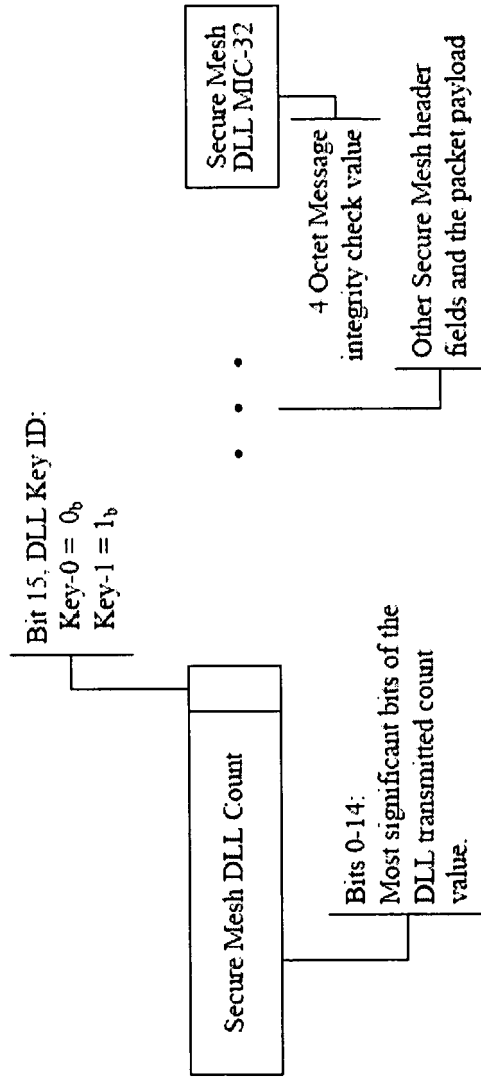 Bit 15, DLL Key ID:
Key-0 = 0b
Key-1 = 1b
Secure Mesh DLL Count
Bits 0-14:
Most significant bits of the
DLL transmitted count
value.
• • •
Secure Mesh
DLL MIC-32
4 Octet Message
integrity check value
Other Secure Mesh header
fields and the packet payload